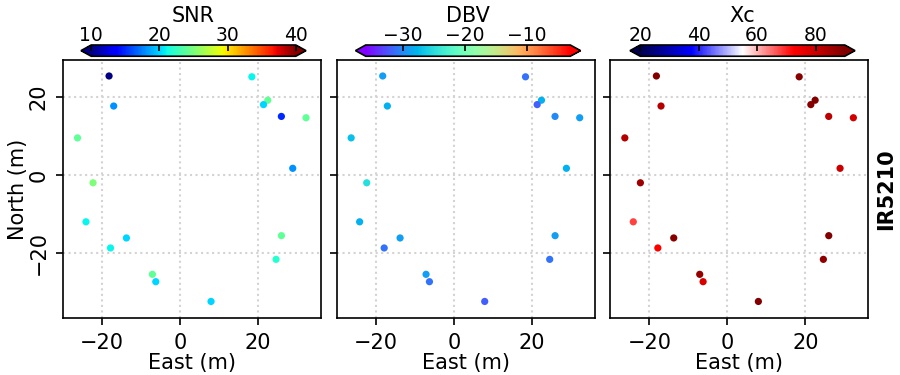 SNR DBV Xc
10 20 30 40 −30 −20 −10 20 40 60 80
20
0
−20
North (m)
IR5210
−20 0 20 −20 0 20 −20 0 20
East (m) East (m) East (m)